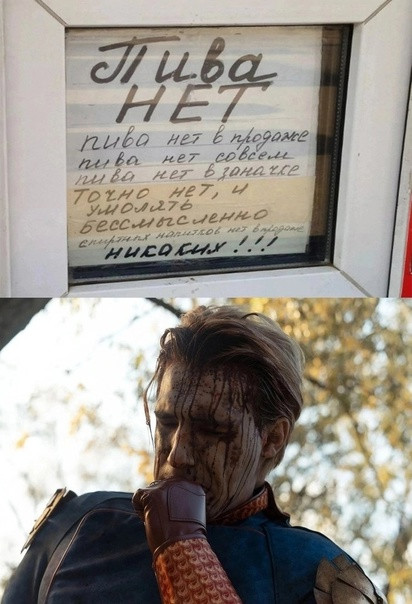 Пива
НЕТ
пива нет в продаже
пива нет совсем
пива нет в заначке
Точно нет, и
умолять
бессмысленно
спиртных напитков нет в продаже
никаких!!!